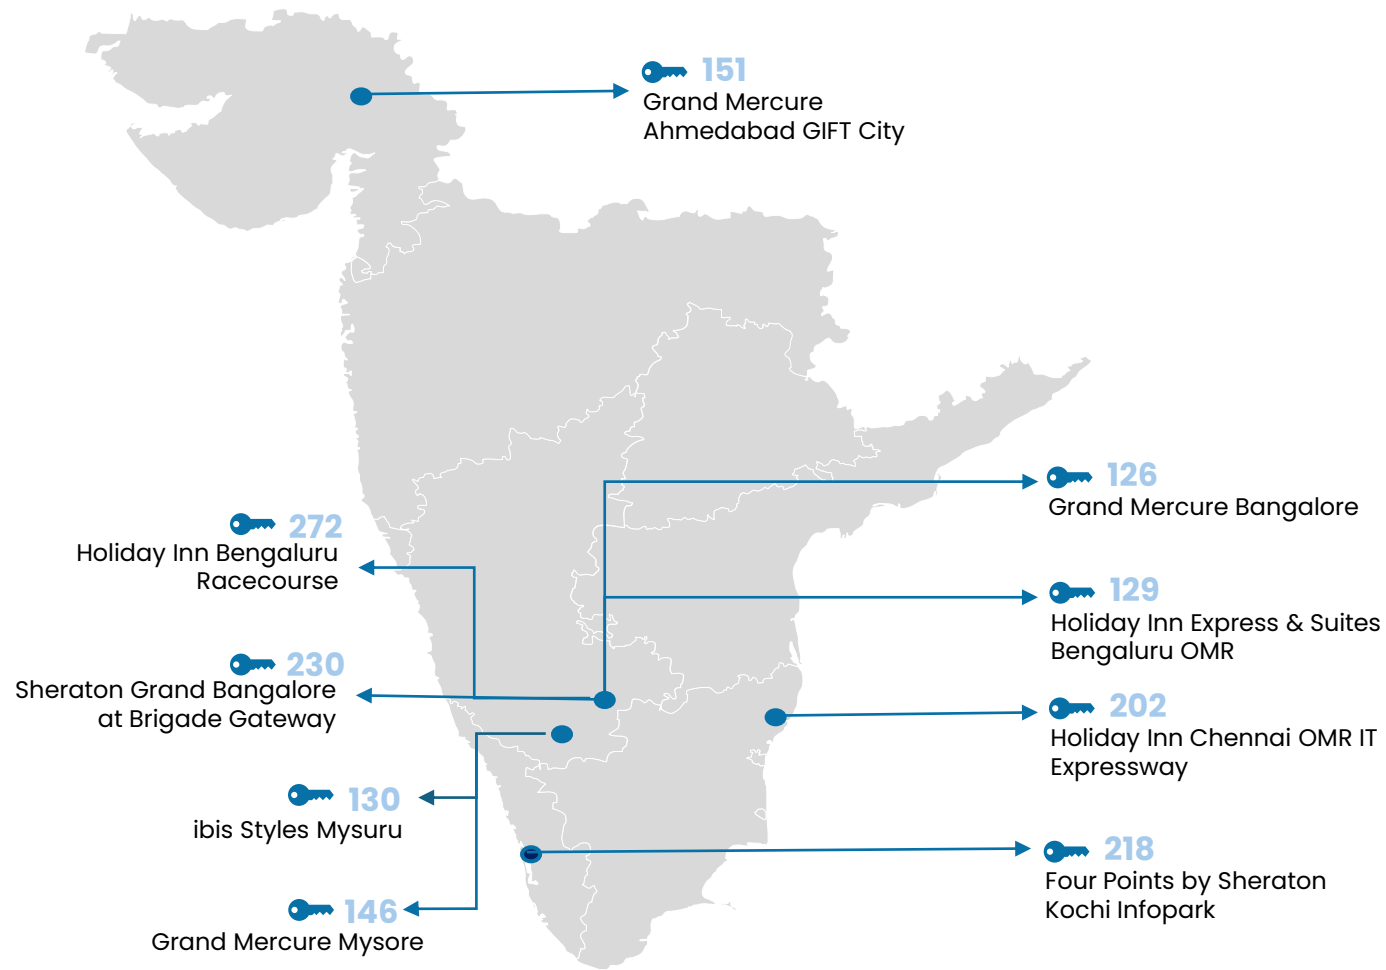 151
Grand Mercure
Ahmedabad GIFT City
126
Grand Mercure Bangalore
272
Holiday Inn Bengaluru
Racecourse
129
Holiday Inn Express & Suites
Bengaluru OMR
230
Sheraton Grand Bangalore
at Brigade Gateway
202
Holiday Inn Chennai OMR IT
Expressway
130
ibis Styles Mysuru
218
Four Points by Sheraton
Kochi Infopark
146
Grand Mercure Mysore